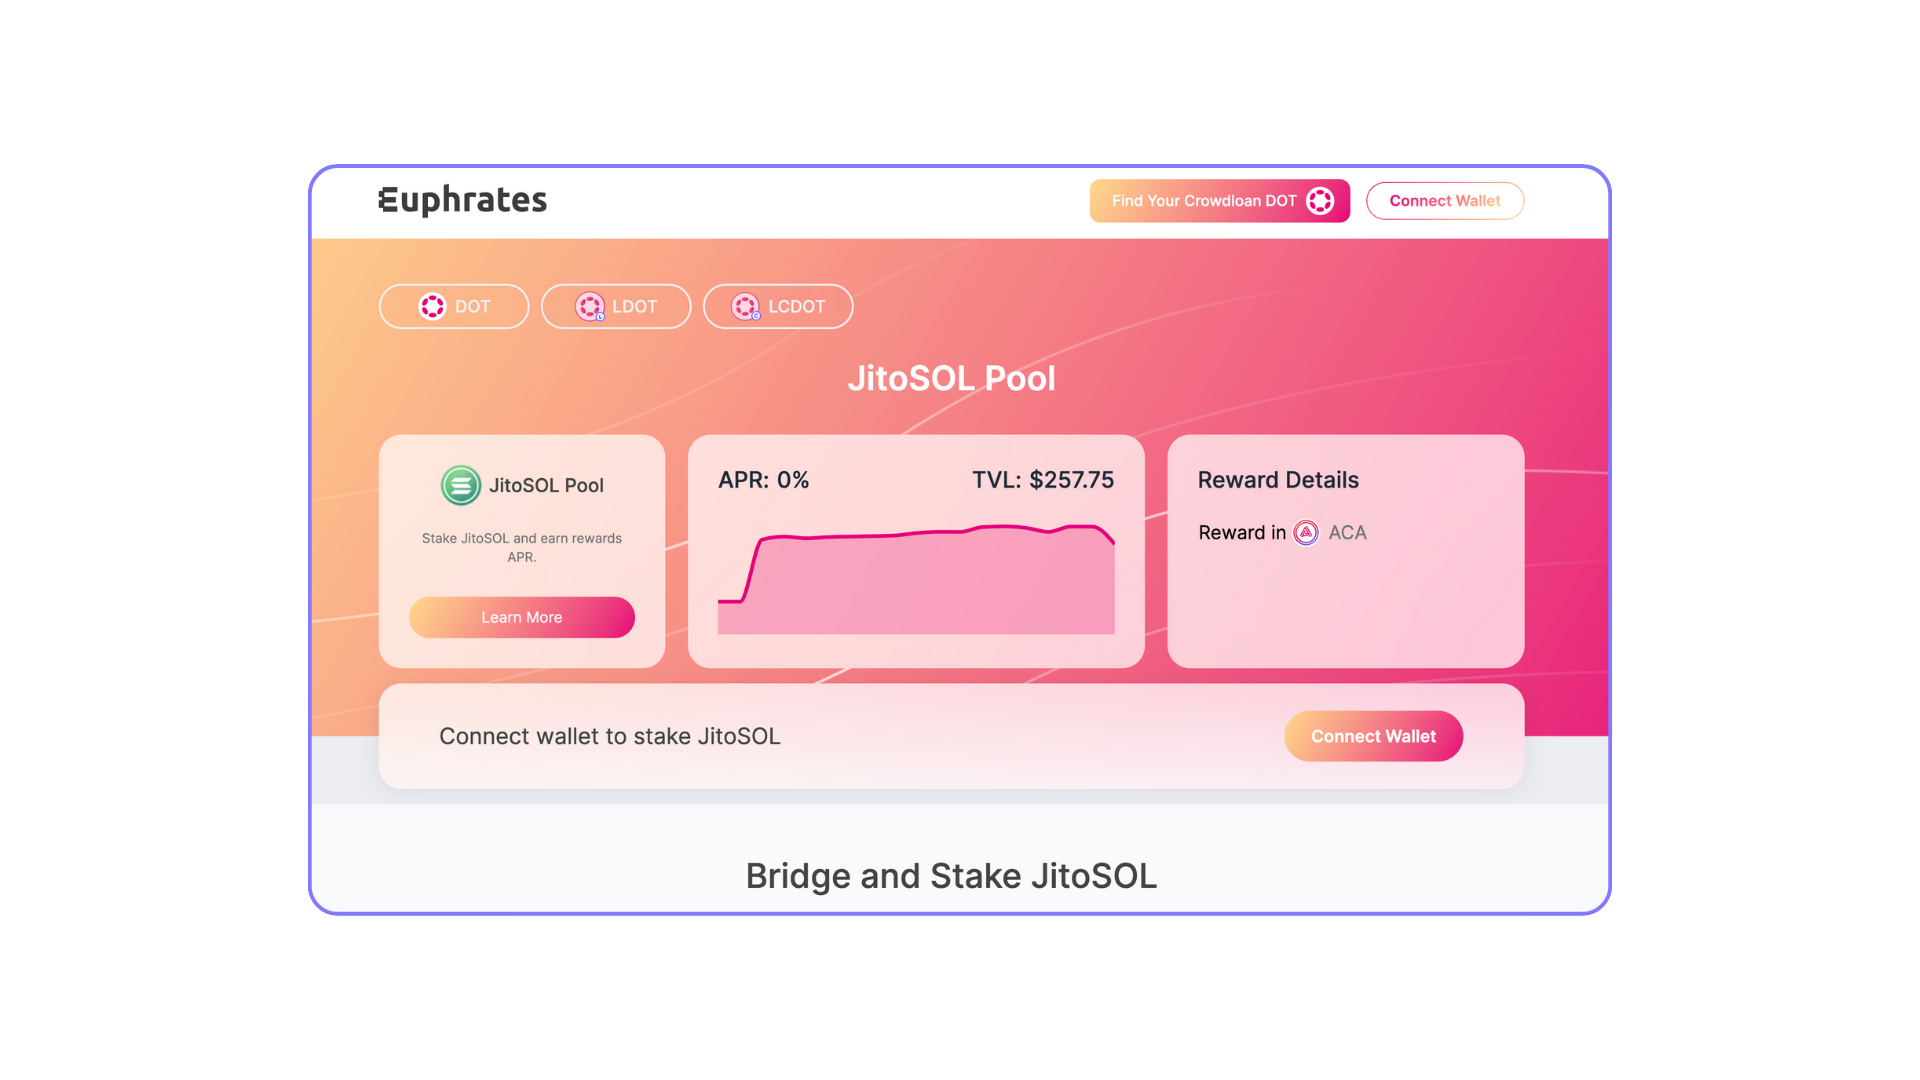 Euphrates
Find Your Crowdloan DOT
Connect Wallet
DOT
LDOT
LCDOT
JitoSOL Pool
JitoSOL Pool
Stake JitoSOL and earn rewards
APR.
Learn More
APR: 0%
TVL: $257.75
Reward Details
Reward in ACA
Connect wallet to stake JitoSOL
Connect Wallet
Bridge and Stake JitoSOL